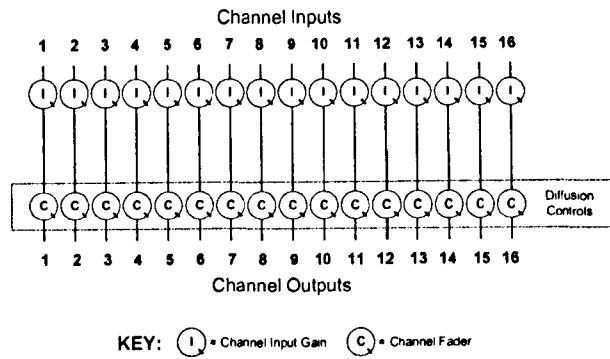 Channel Inputs
1 2 3 4 5 6 7 8 9 10 11 12 13 14 15 16
I I I I I I I I I I I I I I I I
C C C C C C C C C C C C C C C C
Diffusion
Controls
1 2 3 4 5 6 7 8 9 10 11 12 13 14 15 16
Channel Outputs
KEY: I = Channel Input Gain C = Channel Fader